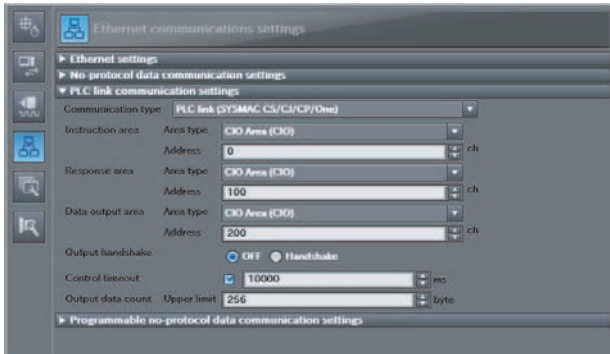 Ethernet communications settings
Ethernet settings
No-protocol data communication settings
PLC link communication settings
Communication type PLC link (SYSMAC CS/CJ/CP/One)
Instruction area Area type CIO Area (CIO)
Address 0 ch
Response area Area type CIO Area (CIO)
Address 100 ch
Data output area Area type CIO Area (CIO)
Address 200 ch
Output handshake OFF Handshake
Control timeout 10000 ms
Output data count Upper limit 256 byte
Programmable no-protocol data communication settings